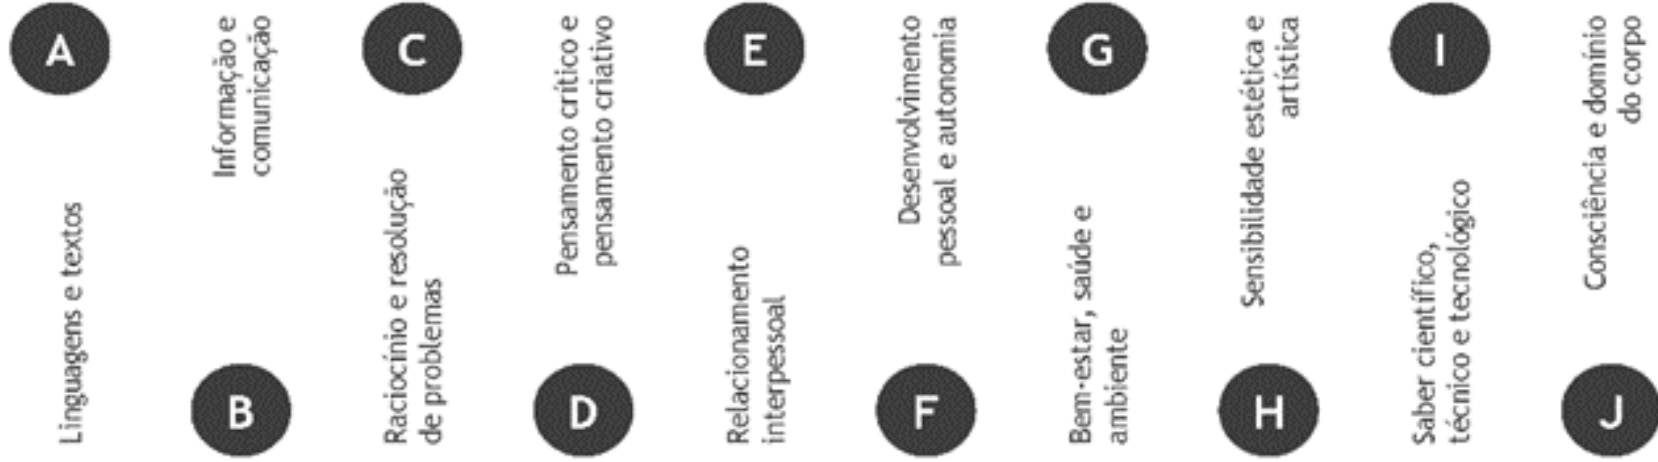 A
Linguagens e textos
B
Informação e
comunicação
C
Raciocínio e resolução
de problemas
D
Pensamento crítico e
pensamento criativo
E
Relacionamento
interpessoal
F
Desenvolvimento
pessoal e autonomia
G
Bem-estar, saúde e
ambiente
H
Sensibilidade estética e
artística
I
Saber científico,
técnico e tecnológico
J
Consciência e domínio
do corpo